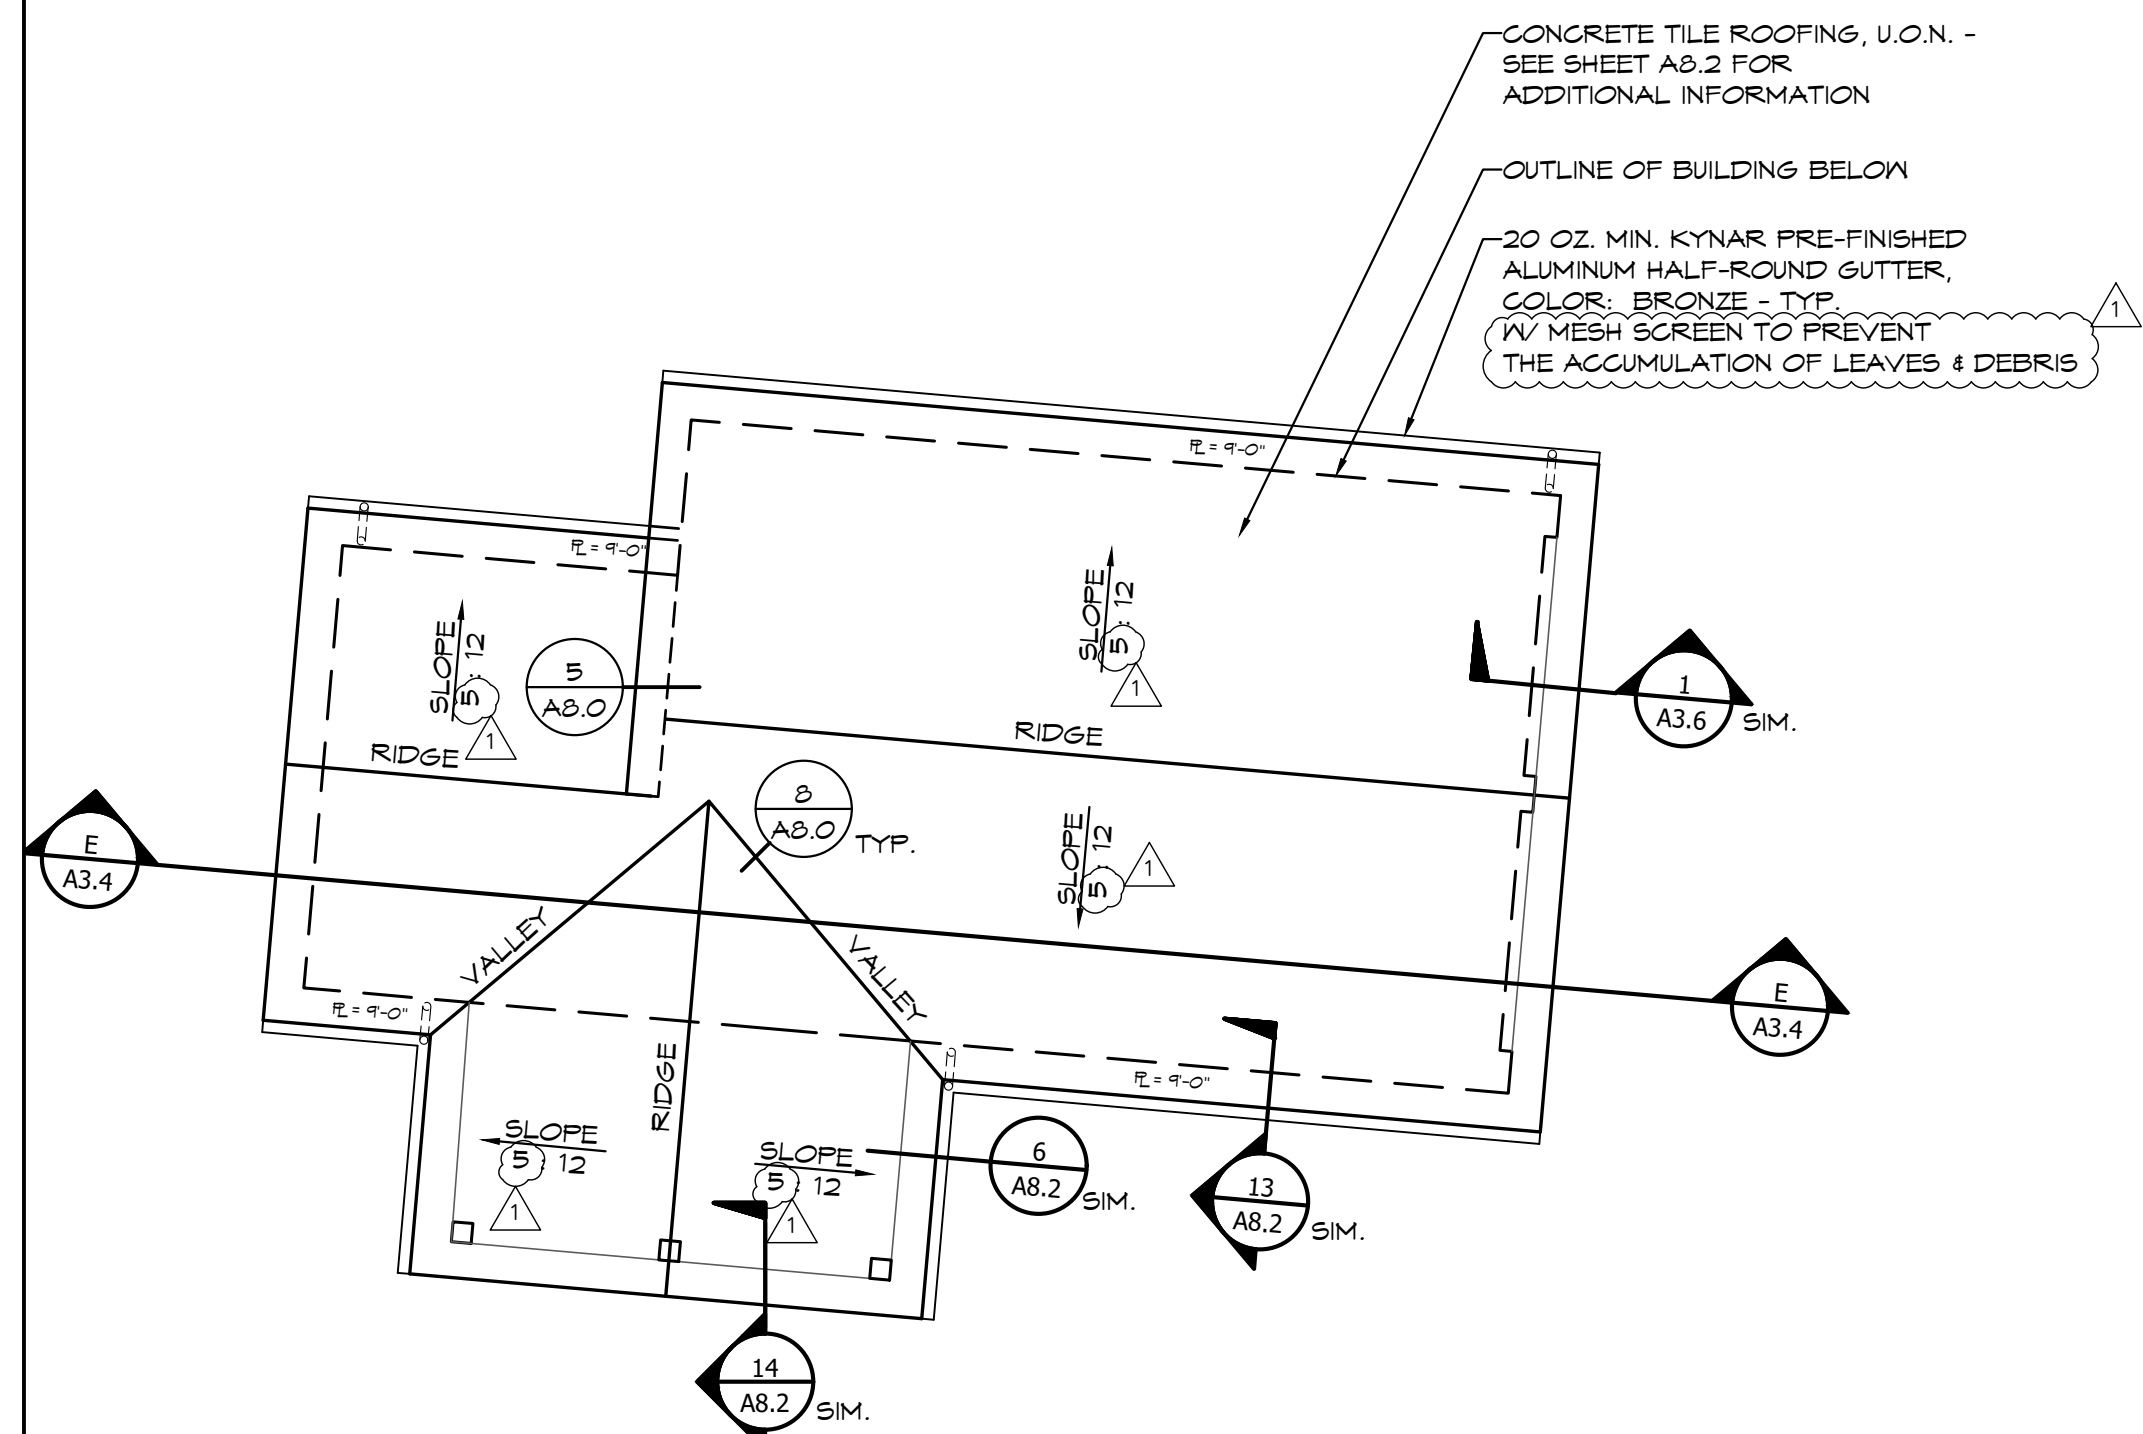 CONCRETE TILE ROOFING, U.O.N. -
SEE SHEET A8.2 FOR
ADDITIONAL INFORMATION
OUTLINE OF BUILDING BELOW
20 OZ. MIN. KYNAR PRE-FINISHED
ALUMINUM HALF-ROUND GUTTER,
COLOR: BRONZE - TYP.
W/ MESH SCREEN TO PREVENT
THE ACCUMULATION OF LEAVES & DEBRIS
1
PL = 9'-0"
PL = 9'-0"
SLOPE
5 : 12
1
SLOPE
5 : 12
1
5
A8.0
RIDGE
RIDGE
1
A3.6
SIM.
8
A8.0
TYP.
SLOPE
5 : 12
1
E
A3.4
VALLEY
VALLEY
E
A3.4
PL = 9'-0"
RIDGE
PL = 9'-0"
SLOPE
5 : 12
1
SLOPE
5 : 12
1
6
A8.2
SIM.
13
A8.2
SIM.
14
A8.2
SIM.